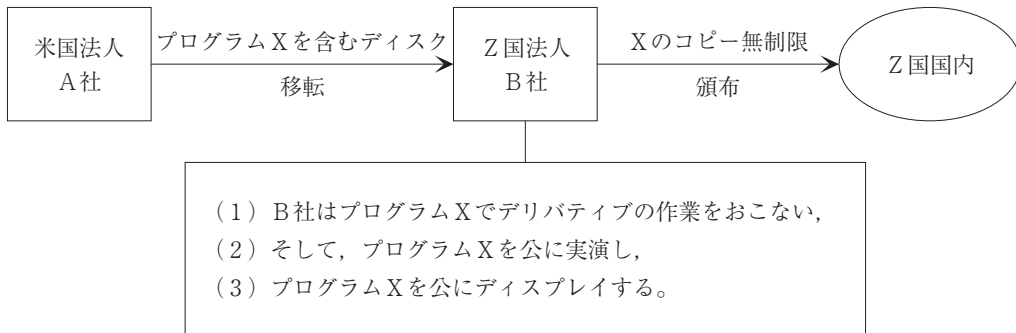 米国法人
A社
プログラムXを含むディスク
移転
Z国法人
B社
Xのコピー無制限
頒布
Z国国内
(1)B社はプログラムXでデリバティブの作業をおこない,
(2)そして,プログラムXを公に実演し,
(3)プログラムXを公にディスプレイする。